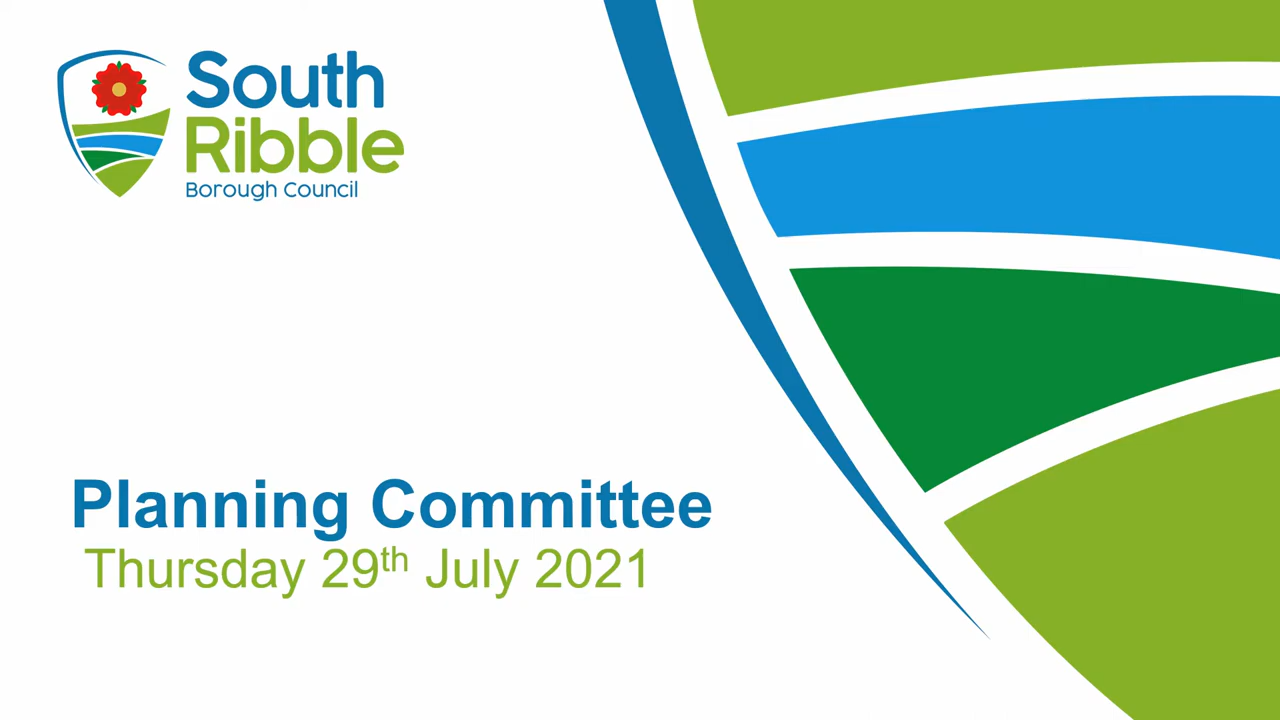 South
Ribble
Borough Council
Planning Committee
Thursday 29th July 2021